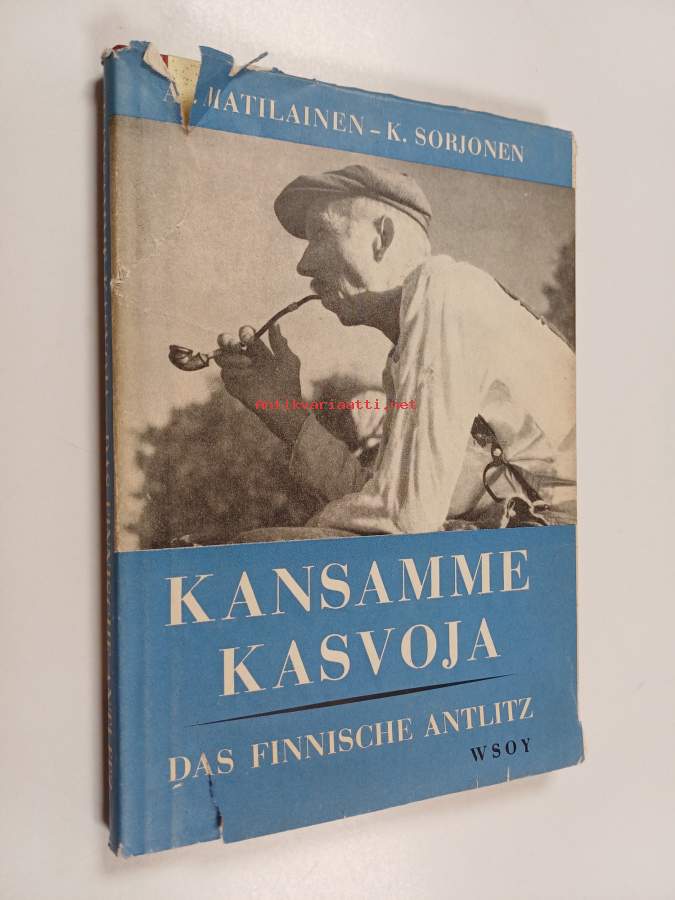 A. MATILAINEN – K. SORJONEN
Antikvariaatti.net
KANSAMME
KASVOJA
DAS FINNISCHE ANTLITZ
WSOY